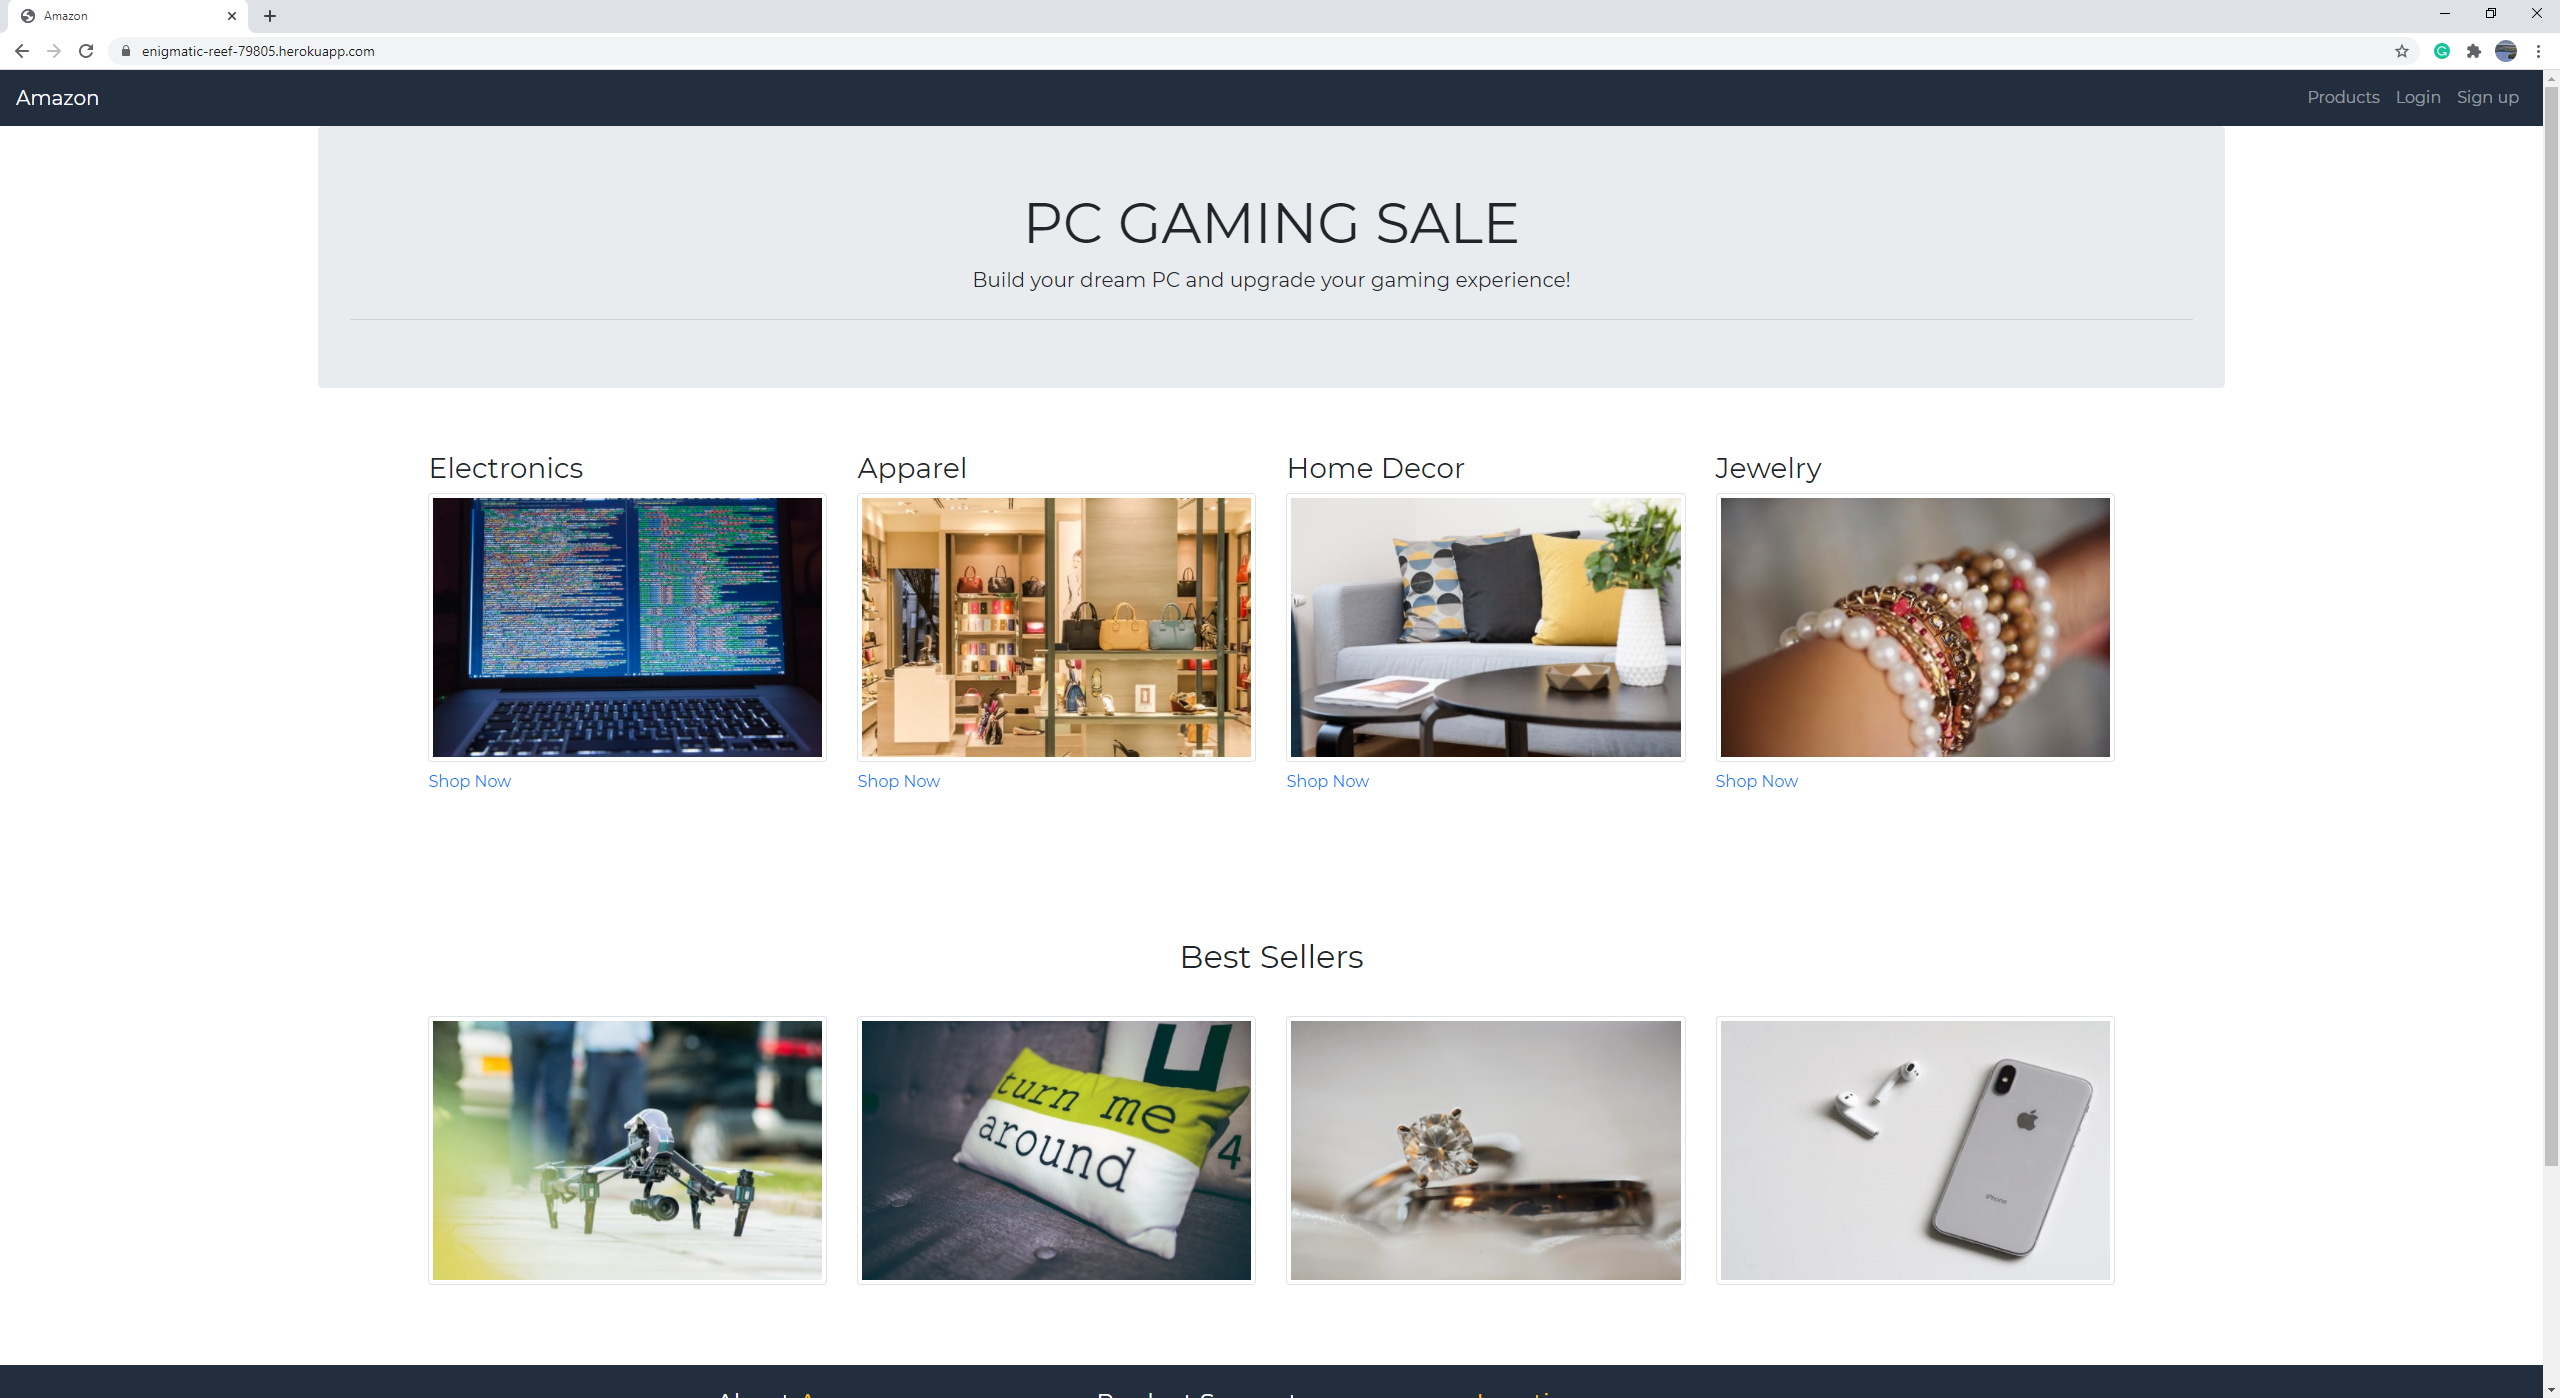 Amazon
enigmatic-reef-79805.herokuapp.com
Amazon
Products Login Sign up
PC GAMING SALE
Build your dream PC and upgrade your gaming experience!
Electronics Apparel Home Decor Jewelry
Shop Now Shop Now Shop Now Shop Now
Best Sellers
turn me
around
4
iPhone